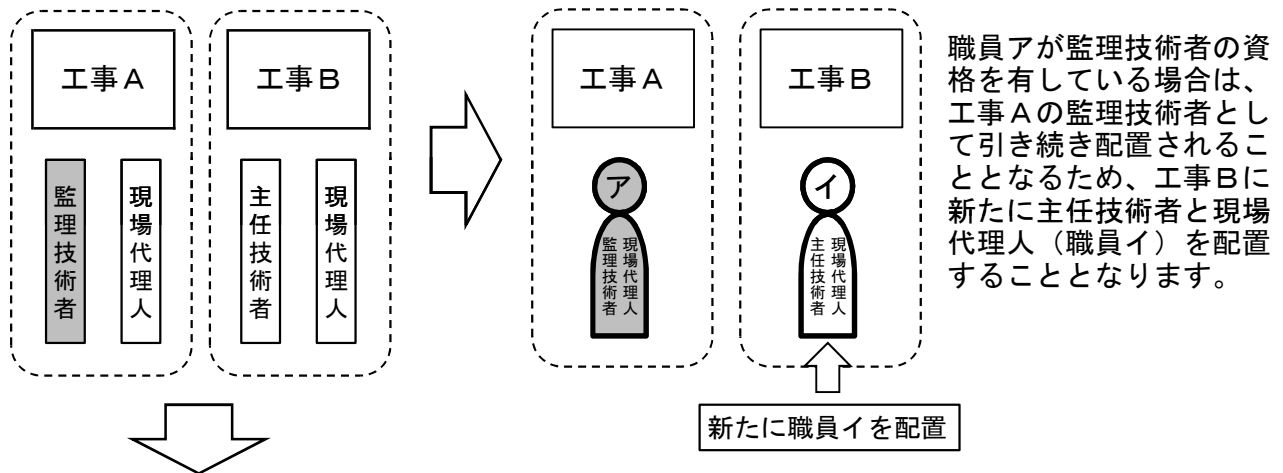 工事A
工事B
監理技術者
現場代理人
主任技術者
現場代理人
工事A
工事B
ア
現場代理人
監理技術者
イ
現場代理人
主任技術者
新たに職員イを配置
職員アが監理技術者の資
格を有している場合は、
工事Aの監理技術者とし
て引き続き配置されるこ
ととなるため、工事Bに
新たに主任技術者と現場
代理人（職員イ）を配置
することとなります。